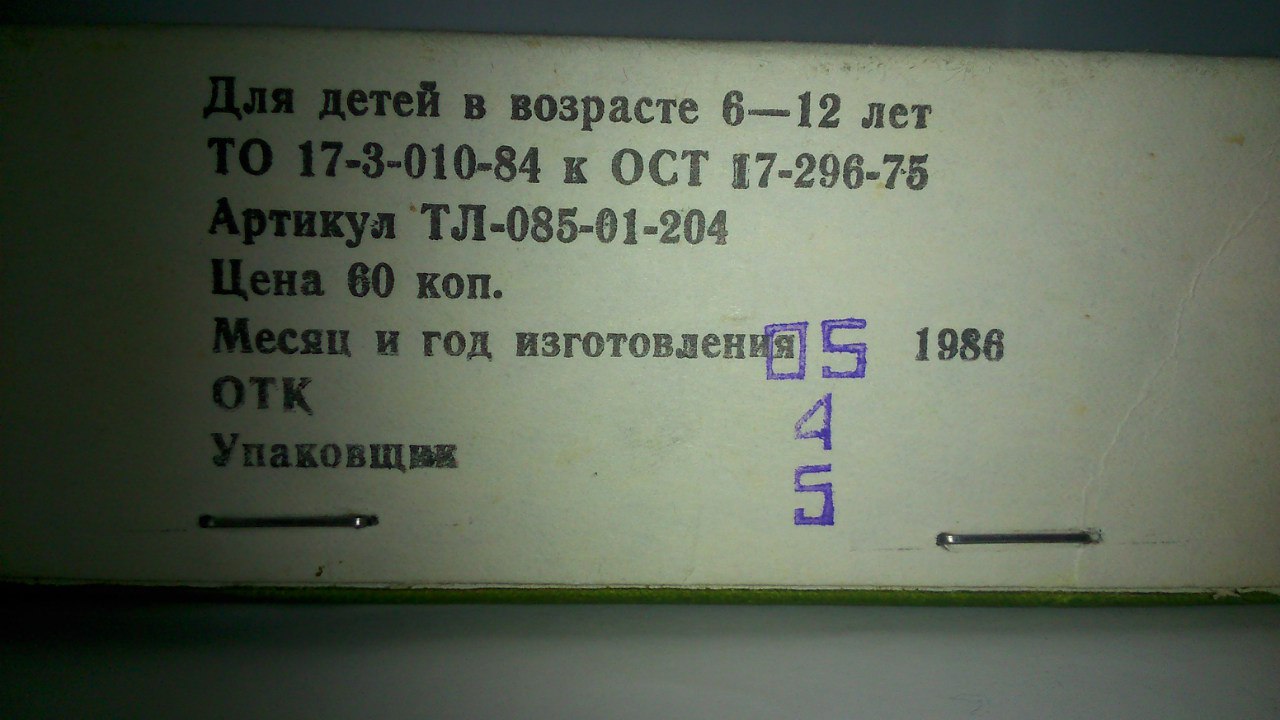 Для детей в возрасте 6—12 лет
ТО 17-3-010-84 к ОСТ 17-296-75
Артикул ТЛ-085-01-204
Цена 60 коп.
Месяц и год изготовления 05 1986
ОТК 4
Упаковщик 5